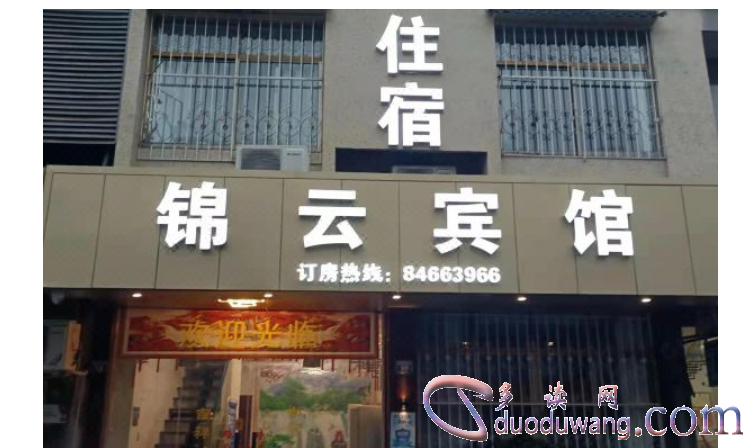 住
宿
锦云宾馆
订房热线：84663966
欢迎光临
多读网
duoduwang.com